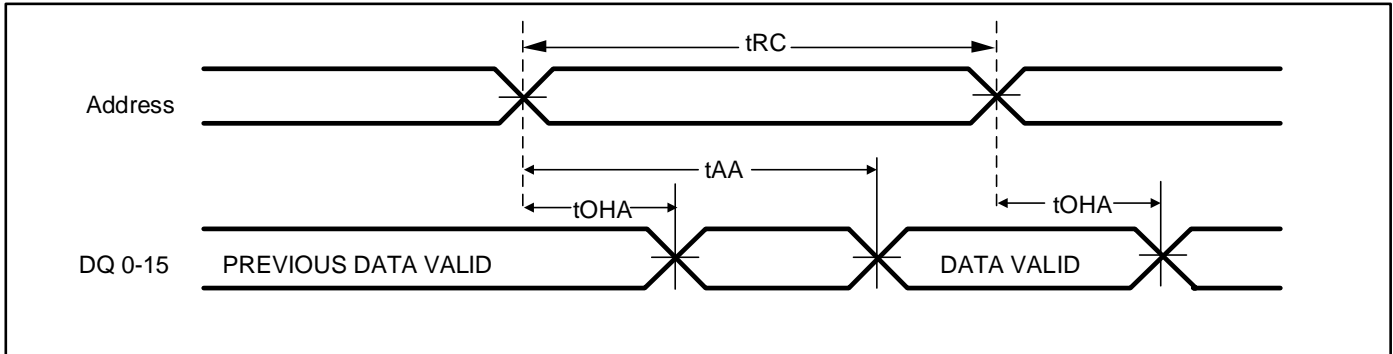 tRC
Address
tAA
tOHA
tOHA
DQ 0-15
PREVIOUS DATA VALID
DATA VALID